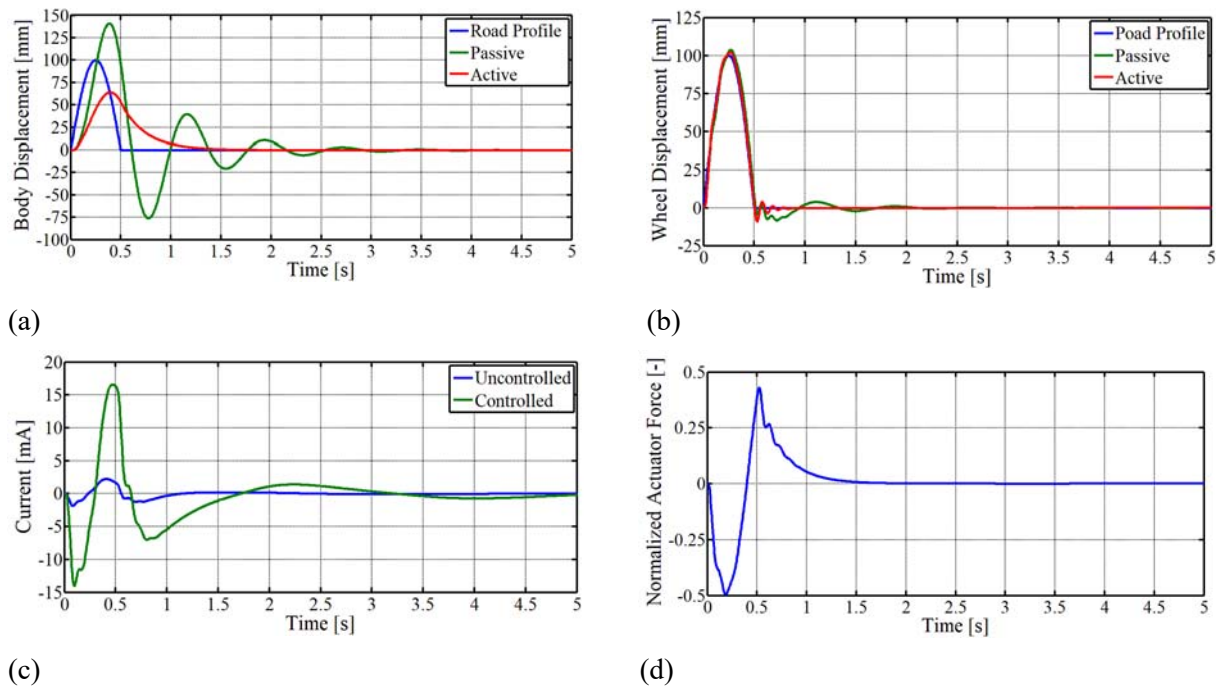 Body Displacement [mm]
150
125
100
75
50
25
0
-25
-50
-75
-100
Road Profile
Passive
Active
0 0.5 1 1.5 2 2.5 3 3.5 4 4.5 5
Time [s]
(a)
Wheel Displacement [mm]
125
100
75
50
25
0
-25
Poad Profile
Passive
Active
0 0.5 1 1.5 2 2.5 3 3.5 4 4.5 5
Time [s]
(b)
Current [mA]
20
15
10
5
0
-5
-10
-15
Uncontrolled
Controlled
0 0.5 1 1.5 2 2.5 3 3.5 4 4.5 5
Time [s]
(c)
Normalized Actuator Force [-]
0.5
0.25
0
-0.25
-0.5
0 0.5 1 1.5 2 2.5 3 3.5 4 4.5 5
Time [s]
(d)